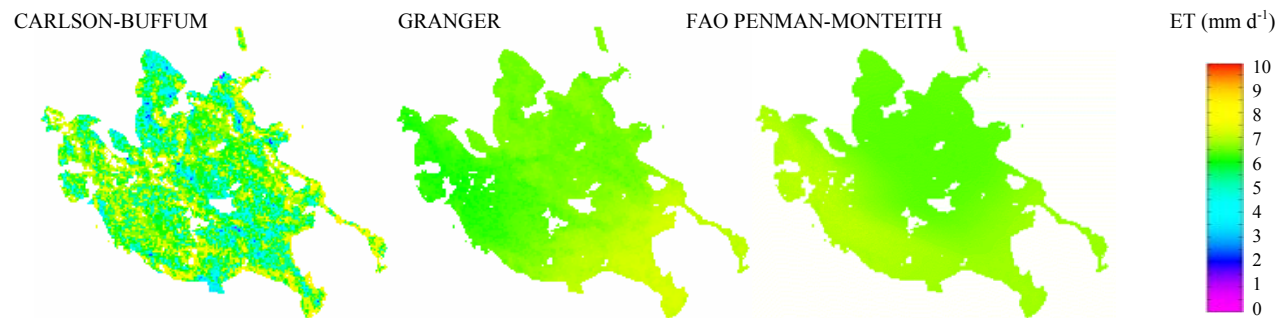 CARLSON-BUFFUM
GRANGER
FAO PENMAN-MONTEITH
ET (mm d⁻¹)
10
9
8
7
6
5
4
3
2
1
0